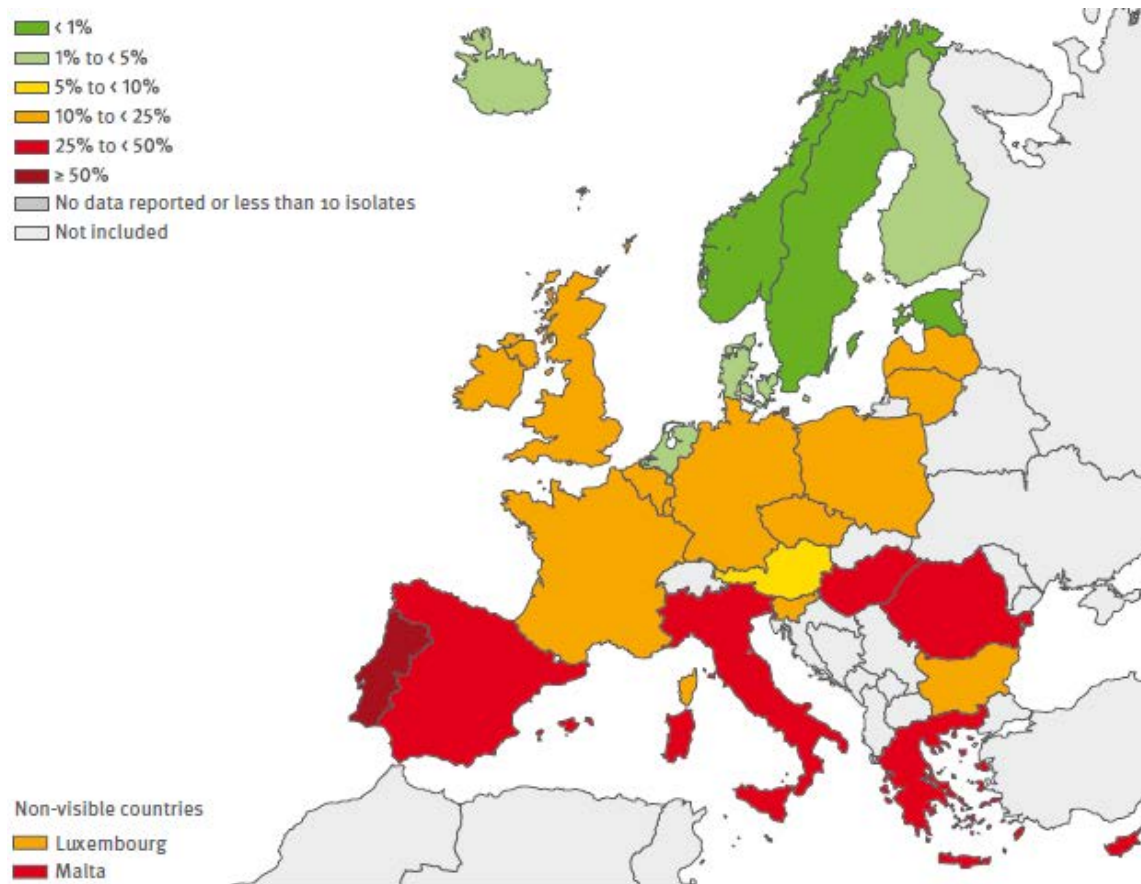 < 1%
1% to < 5%
5% to < 10%
10% to < 25%
25% to < 50%
≥ 50%
No data reported or less than 10 isolates
Not included
Non-visible countries
Luxembourg
Malta